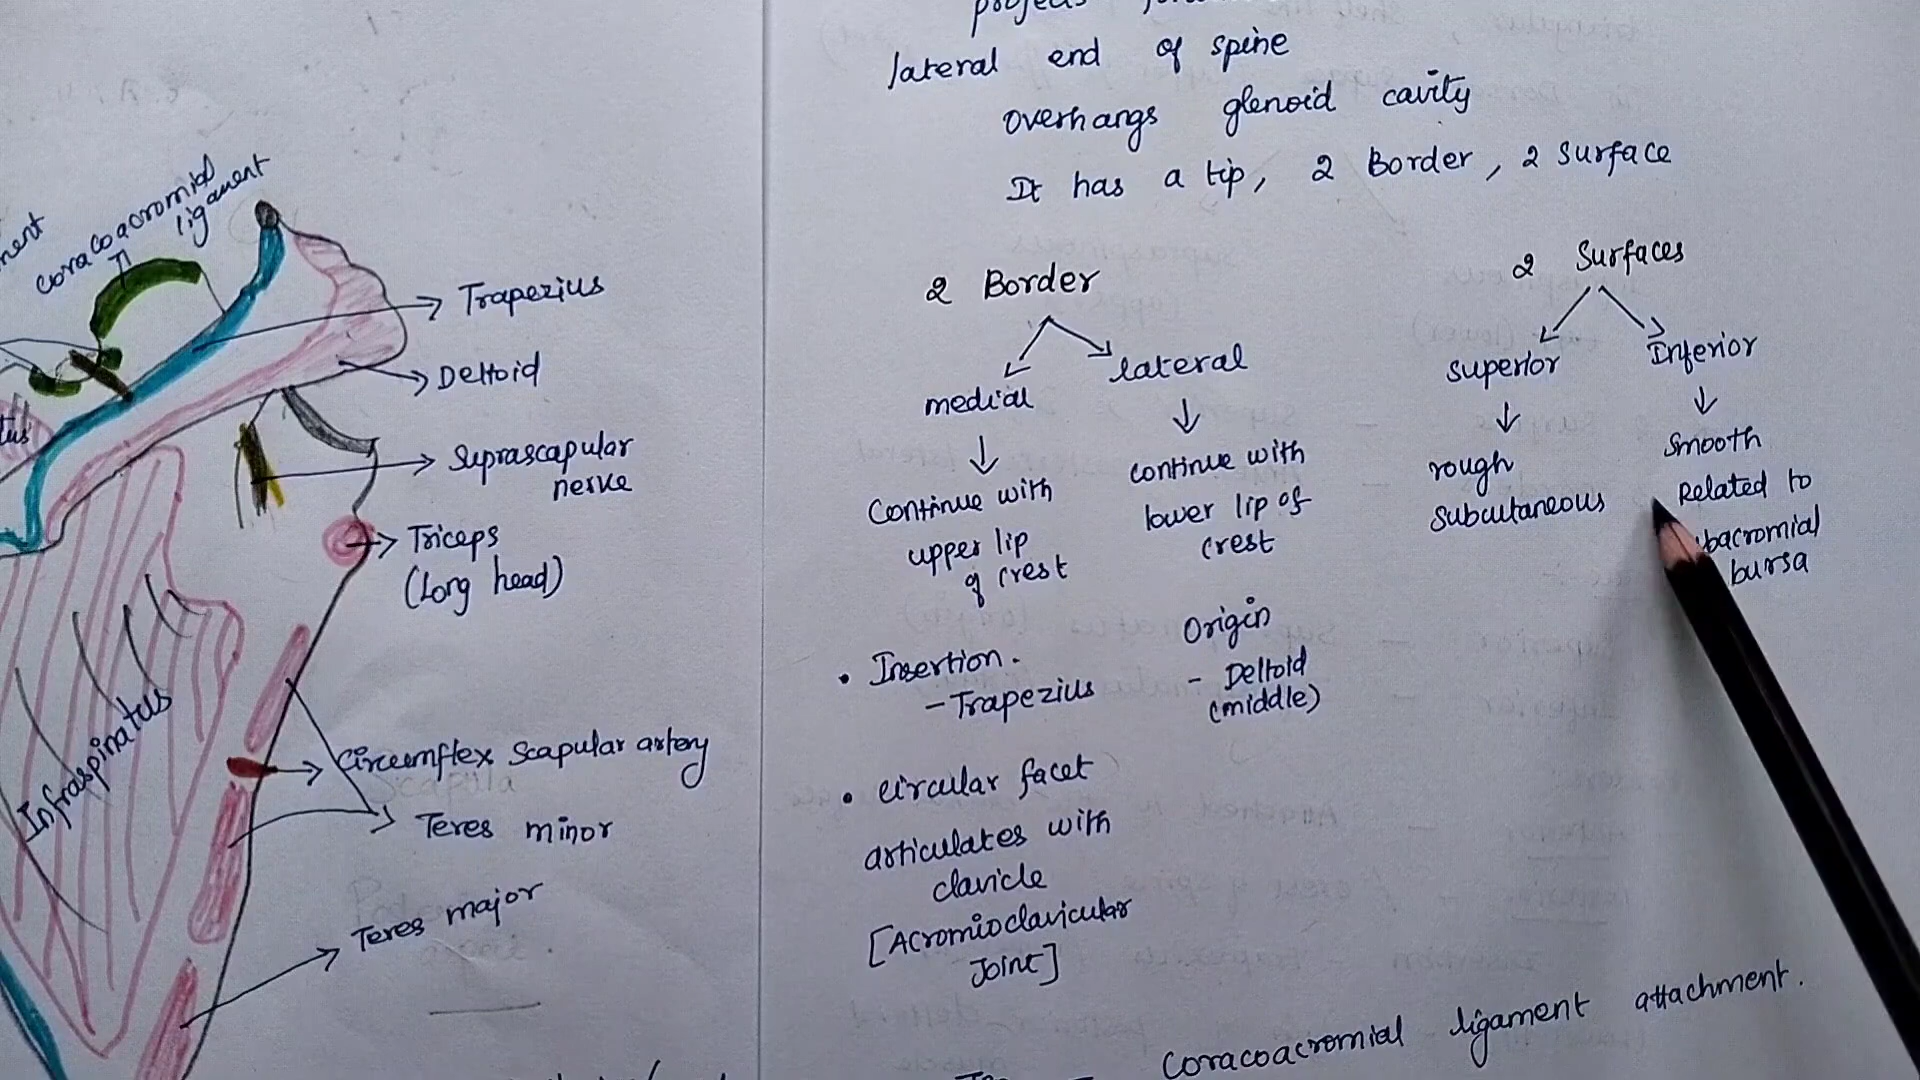 coracoacromial
ligament
Trapezius
Deltoid
Suprascapular
nerve
Triceps
(Long head)
Infraspinatus
Circumflex Scapular artery
Teres minor
Teres major
lateral end of spine
overhangs glenoid cavity
It has a tip, 2 Border, 2 surface
2 Border
medial
lateral
Continue with
upper lip
of crest
continue with
lower lip of
crest
• Insertion.
- Trapezius
Origin
- Deltoid
(middle)
• circular facet
articulates with
clavicle
[Acromioclavicular
Joint]
2 Surfaces
superior
Inferior
rough
subcutaneous
Smooth
Related to
bacromial
bursa
coracoacromial ligament attachment.